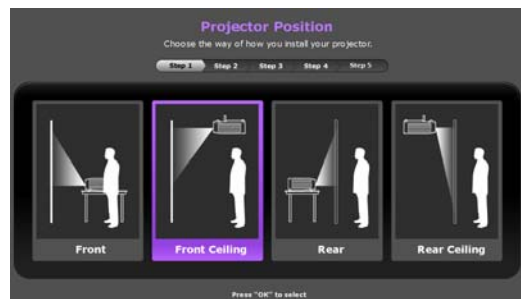 Projector Position
Choose the way of how you install your projector.
Step 1 Step 2 Step 3 Step 4 Step 5
Front Front Ceiling Rear Rear Ceiling
Press "OK" to select